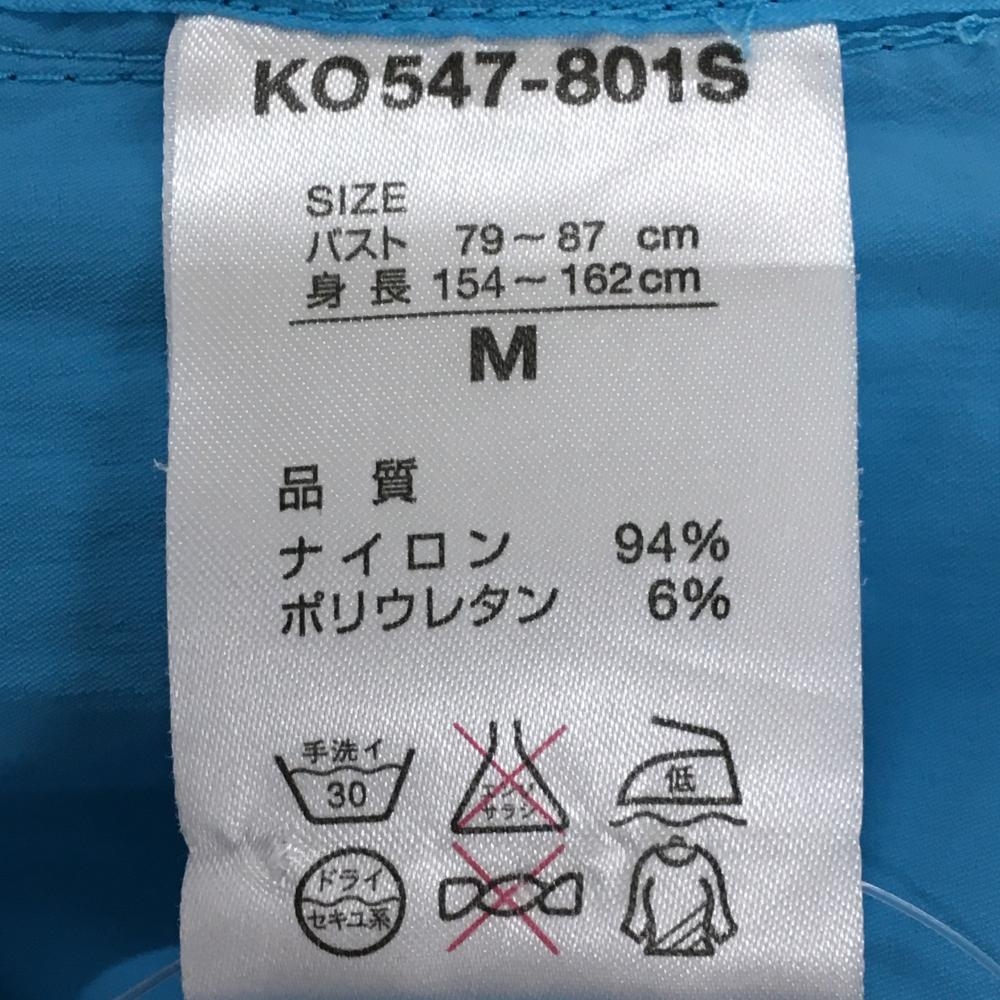 KO547-801S
SIZE
バスト 79～87 cm
身長 154～162cm
M
品質
ナイロン 94%
ポリウレタン 6%
手洗イ
30
エンソ
サラシ
低
ドライ
セキユ系